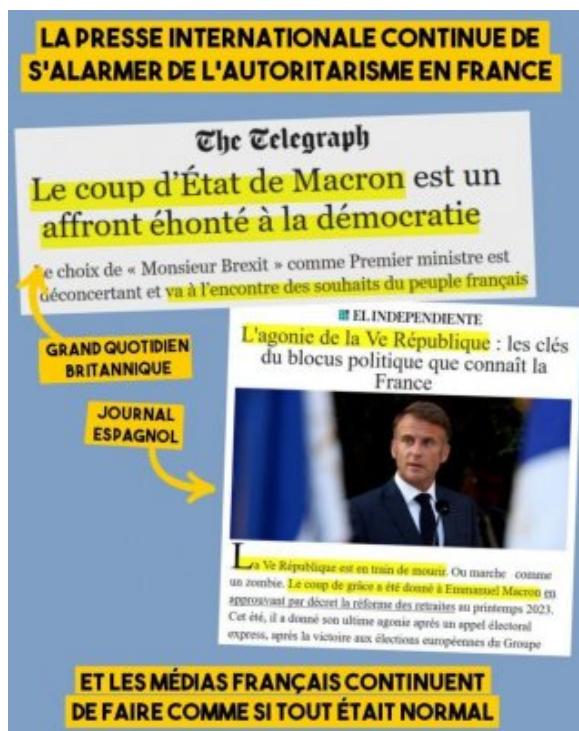 LA PRESSE INTERNATIONALE CONTINUE DE
S'ALARMER DE L'AUTORITARISME EN FRANCE
The Telegraph
Le coup d'État de Macron est un
affront éhonté à la démocratie
Le choix de « Monsieur Brexit » comme Premier ministre est
déconcertant et va à l'encontre des souhaits du peuple français
GRAND QUOTIDIEN
BRITANNIQUE
EL INDEPENDIENTE
L'agonie de la Ve République : les clés
du blocus politique que connaît la
France
JOURNAL
ESPAGNOL
La Ve République est en train de mourir. Ou marche comme
un zombie. Le coup de grâce a été donné à Emmanuel Macron en
approuvant par décret la réforme des retraites au printemps 2023.
Cet été, il a donné son ultime agonie après un appel électoral
express, après la victoire aux élections européennes du Groupe
ET LES MÉDIAS FRANÇAIS CONTINUENT
DE FAIRE COMME SI TOUT ÉTAIT NORMAL